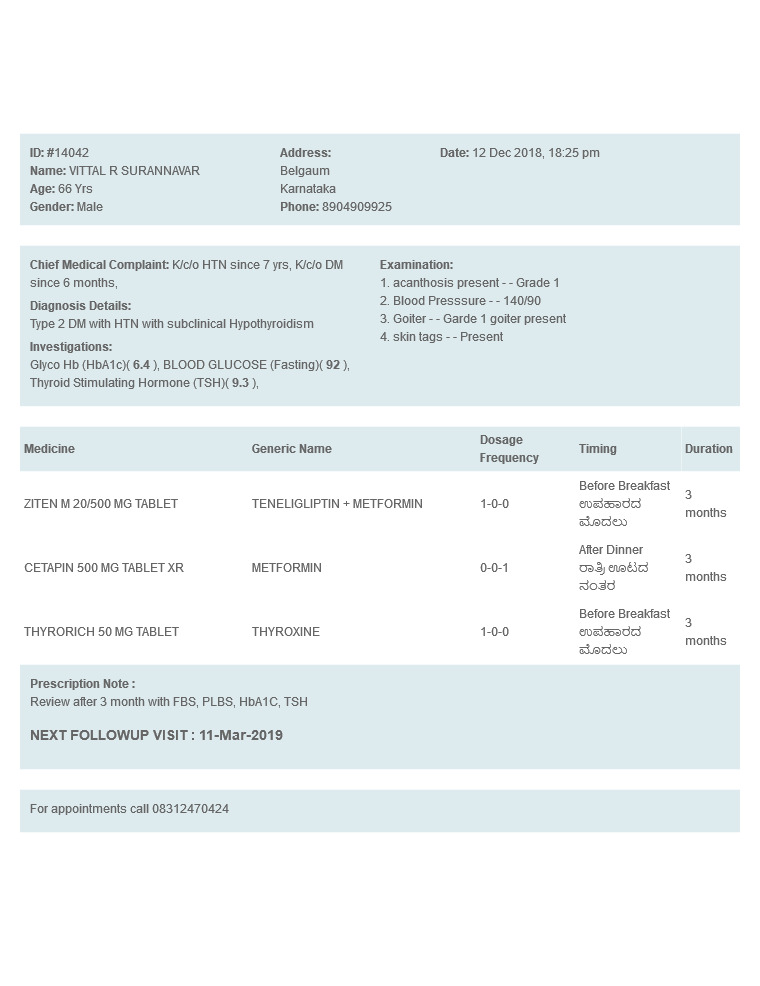 ID: #14042
Name: VITTAL R SURANNAVAR
Age: 66 Yrs
Gender: Male
Address:
Belgaum
Karnataka
Phone: 8904909925
Date: 12 Dec 2018, 18:25 pm
Chief Medical Complaint: K/c/o HTN since 7 yrs, K/c/o DM
since 6 months,
Diagnosis Details:
Type 2 DM with HTN with subclinical Hypothyroidism
Investigations:
Glyco Hb (HbA1c)( 6.4 ), BLOOD GLUCOSE (Fasting)( 92 ),
Thyroid Stimulating Hormone (TSH)( 9.3 ),
Examination:
1. acanthosis present - - Grade 1
2. Blood Presssure - - 140/90
3. Goiter - - Garde 1 goiter present
4. skin tags - - Present
Medicine Generic Name Dosage Frequency Timing Duration
ZITEN M 20/500 MG TABLET TENELIGLIPTIN + METFORMIN 1-0-0 Before Breakfast
ಉಪಹಾರದ
ಮೊದಲು
3
months
CETAPIN 500 MG TABLET XR METFORMIN 0-0-1 After Dinner
ರಾತ್ರಿ ಊಟದ
ನಂತರ
3
months
THYRORICH 50 MG TABLET THYROXINE 1-0-0 Before Breakfast
ಉಪಹಾರದ
ಮೊದಲು
3
months
Prescription Note :
Review after 3 month with FBS, PLBS, HbA1C, TSH
NEXT FOLLOWUP VISIT : 11-Mar-2019
For appointments call 08312470424